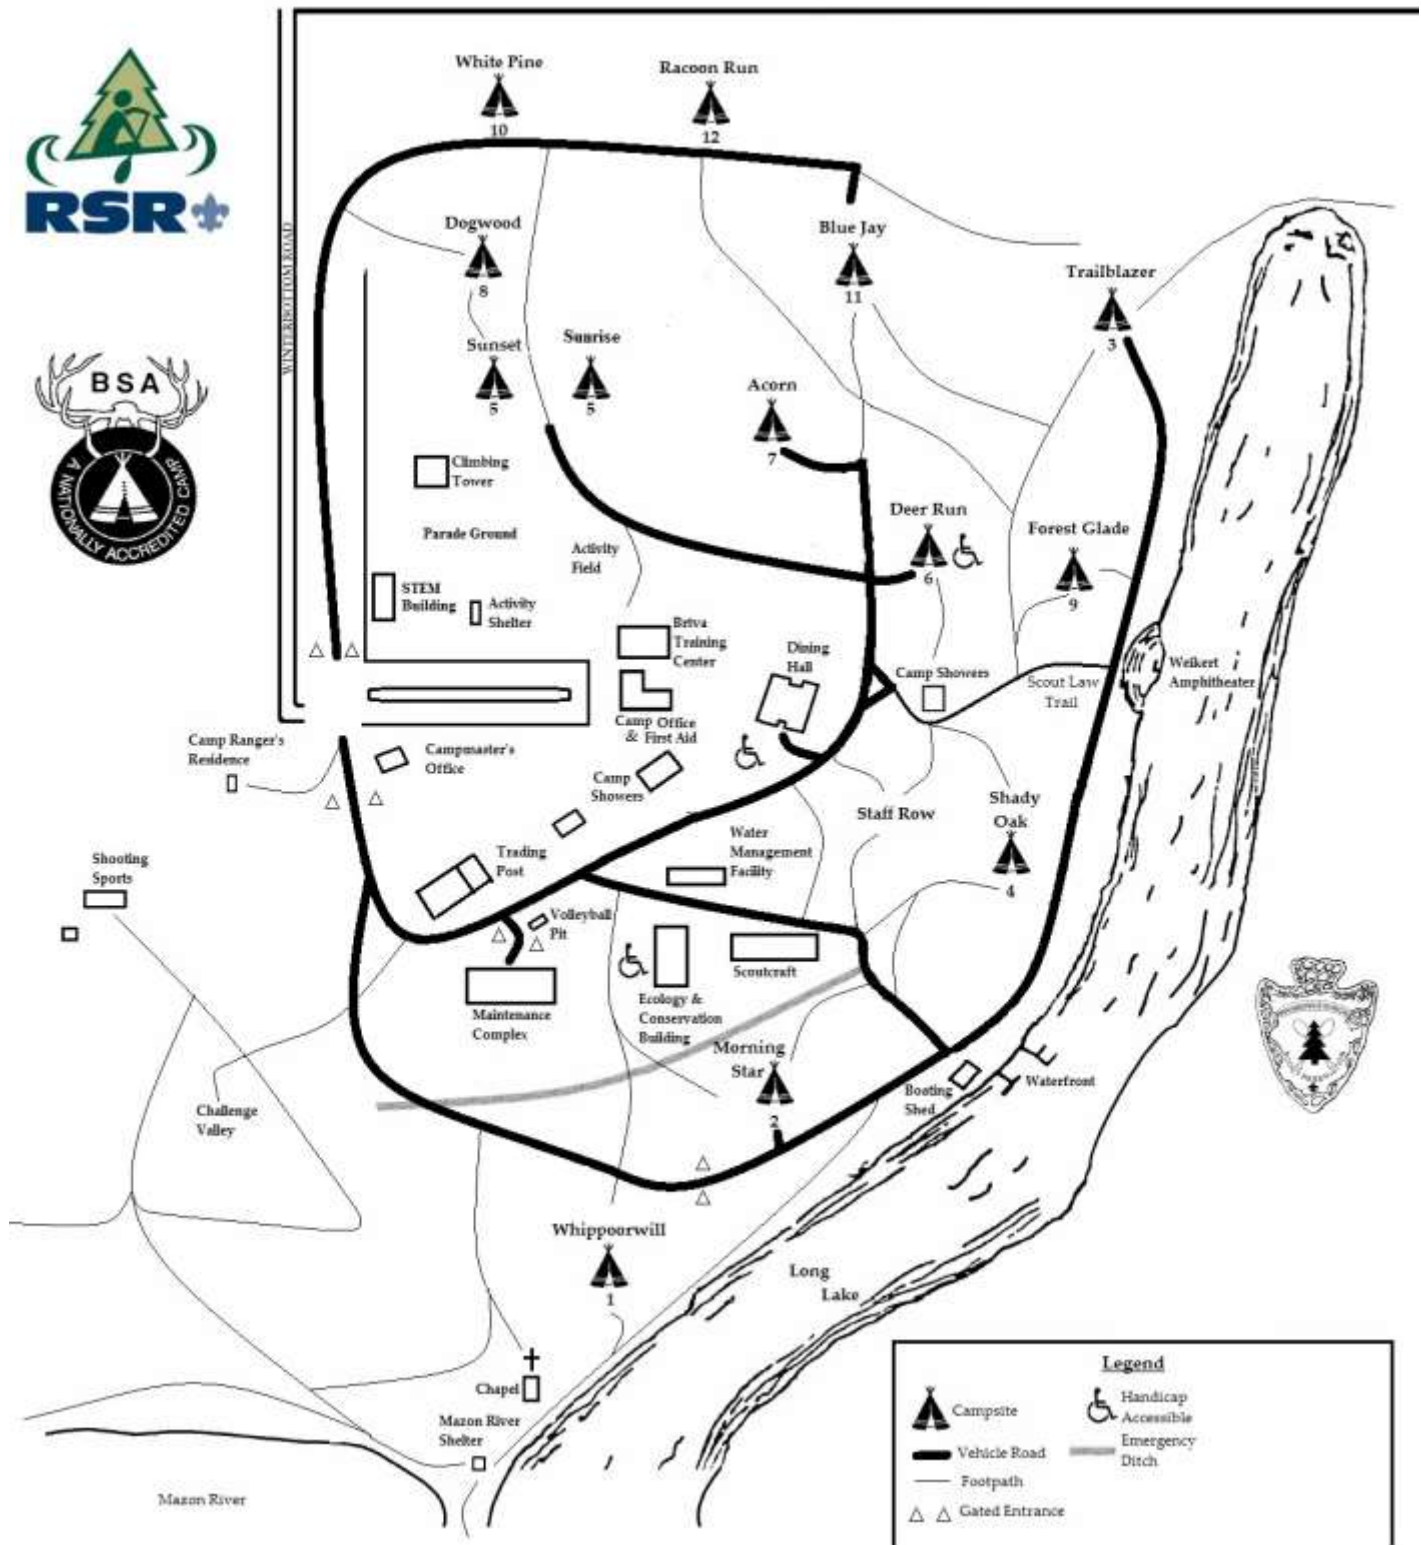 White Pine
10
Racoon Run
12
RSR
WINTERBOTTOM ROAD
Dogwood
8
Blue Jay
11
Trailblazer
3
Sunset
5
Sunrise
5
BSA
A NATIONALLY ACCREDITED CAMP
Acorn
7
Climbing
Tower
Parade Ground
Activity
Field
Deer Run
6
Forest Glade
9
STEM
Building
Activity
Shelter
Briva
Training
Center
Dining
Hall
Camp Showers
Scout Law
Trail
Weikert
Amphitheater
Camp Office
& First Aid
Camp Ranger's
Residence
Campmaster's
Office
Camp
Showers
Shady
Oak
4
Staff Row
Water
Management
Facility
Trading
Post
Shooting
Sports
Volleyball
Pit
Scoutcraft
Maintenance
Complex
Ecology &
Conservation
Building
Morning
Star
2
Boating
Shed
Waterfront
Challenge
Valley
Whippoorwill
1
Long
Lake
Chapel
Mazon River
Shelter
Mazon River
Legend
Campsite
Handicap
Accessible
Vehicle Road
Emergency
Ditch
Footpath
Gated Entrance